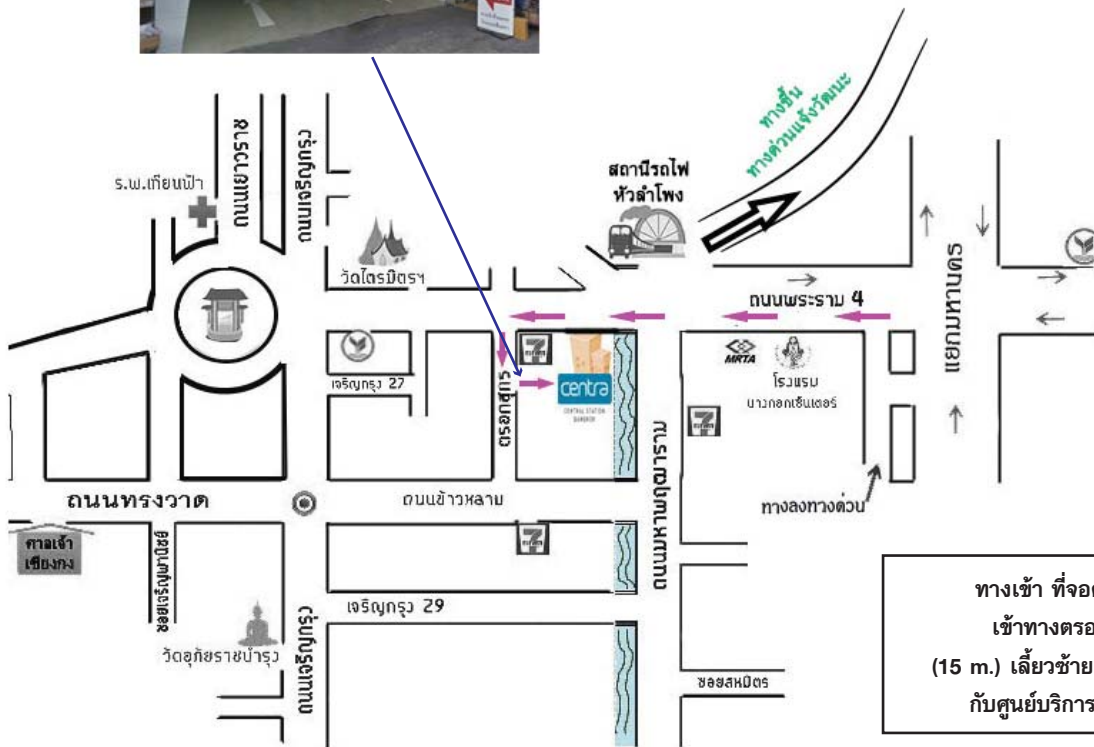 ทางขึ้น
ทางด่วนแจ้งวัฒนะ
สถานีรถไฟ
หัวลำโพง
ถนนเยาวราช
ถนนเจริญกรุง
ร.พ.เทียนฟ้า
วัดไตรมิตรฯ
ถนนพระราม 4
แยกมหานคร
เจริญกรุง 27
ตรอกสุกร
centra
CENTRAL STATION
BANGKOK
MRTA
โรงแรม
บางกอกเซ็นเตอร์
ถนนมหาพฤฒาราม
ถนนทรงวาด
ถนนข้าวหลาม
ทางลงทางด่วน
ศาลเจ้า
เซียงกง
ซอยเจริญพานิชย์
วัดอุภัยราชบำรุง
ถนนเจริญกรุง
เจริญกรุง 29
ซอยสหมิตร
ทางเข้า ที่จอด
เข้าทางตรอ
(15 m.) เลี้ยวซ้าย
กับศูนย์บริการ